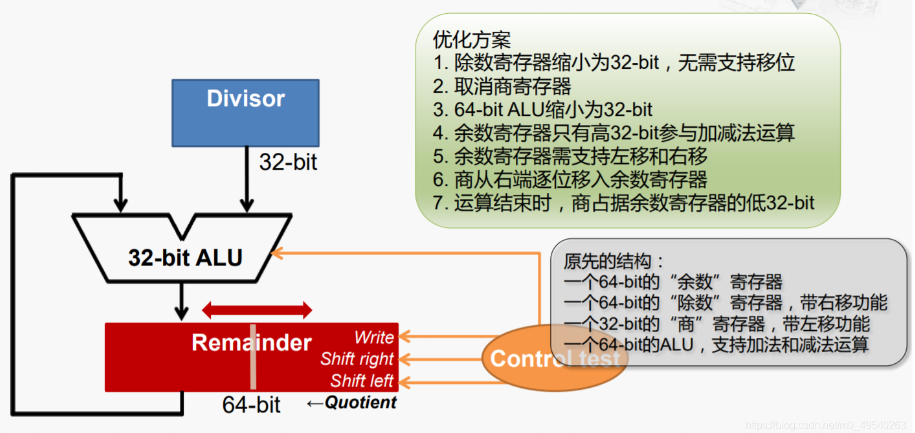 优化方案
1. 除数寄存器缩小为32-bit，无需支持移位
2. 取消商寄存器
3. 64-bit ALU缩小为32-bit
4. 余数寄存器只有高32-bit参与加减法运算
5. 余数寄存器需支持左移和右移
6. 商从右端逐位移入余数寄存器
7. 运算结束时，商占据余数寄存器的低32-bit
Divisor
32-bit
32-bit ALU
原先的结构：
一个64-bit的“余数”寄存器
一个64-bit的“除数”寄存器，带右移功能
一个32-bit的“商”寄存器，带左移功能
一个64-bit的ALU，支持加法和减法运算
Remainder
Write
Shift right
Shift left
Control test
64-bit
←Quotient